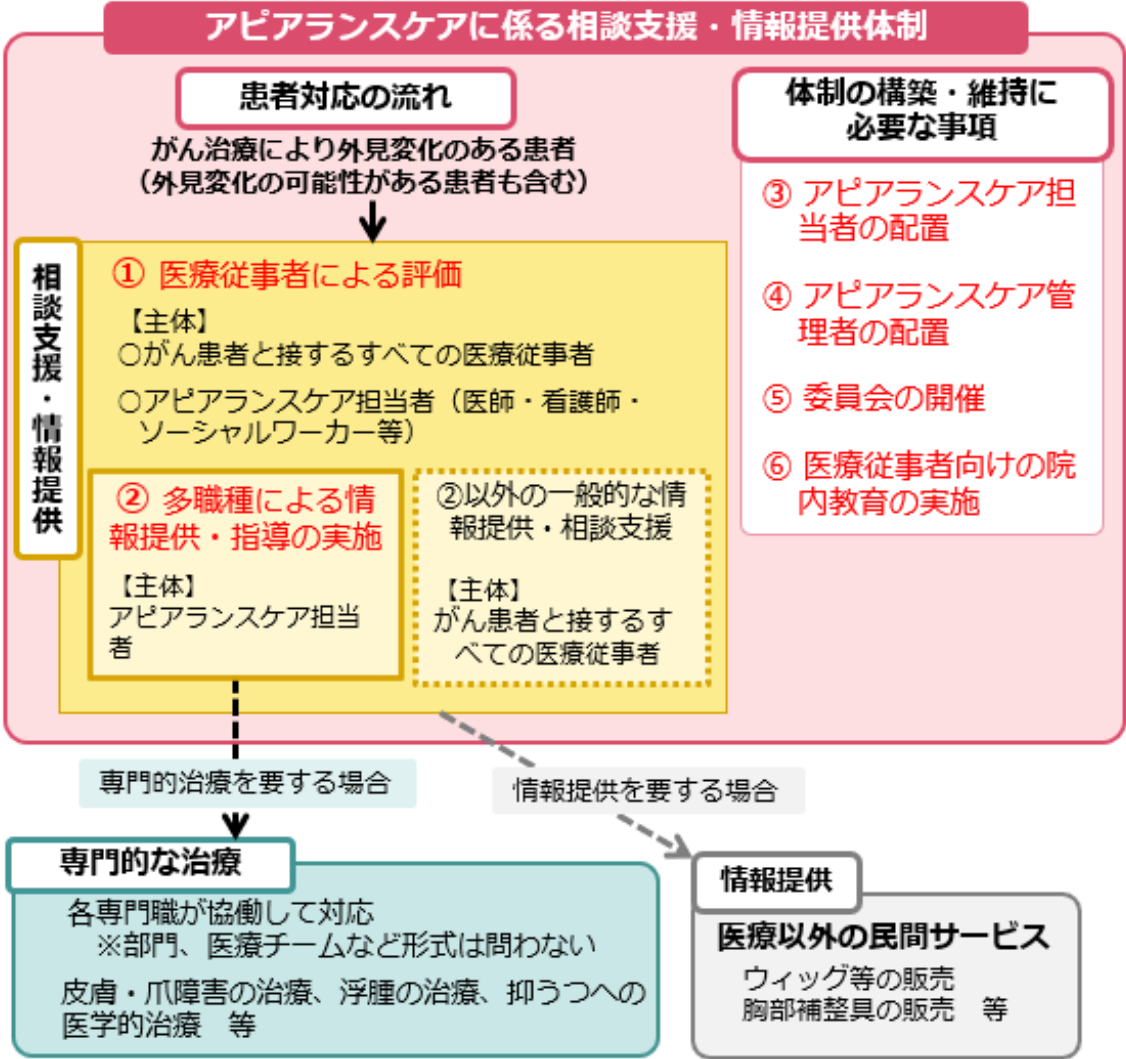 アピアランスケアに係る相談支援・情報提供体制
患者対応の流れ
がん治療により外見変化のある患者
（外見変化の可能性がある患者も含む）
相談支援・情報提供
① 医療従事者による評価
【主体】
○がん患者と接するすべての医療従事者
○アピアランスケア担当者（医師・看護師・
ソーシャルワーカー等）
② 多職種による情
報提供・指導の実施
【主体】
アピアランスケア担当
者
②以外の一般的な情
報提供・相談支援
【主体】
がん患者と接するす
べての医療従事者
体制の構築・維持に
必要な事項
③ アピアランスケア担
当者の配置
④ アピアランスケア管
理者の配置
⑤ 委員会の開催
⑥ 医療従事者向けの院
内教育の実施
専門的治療を要する場合
情報提供を要する場合
専門的な治療
各専門職が協働して対応
※部門、医療チームなど形式は問わない
皮膚・爪障害の治療、浮腫の治療、抑うつへの
医学的治療　等
情報提供
医療以外の民間サービス
ウィッグ等の販売
胸部補整具の販売　等